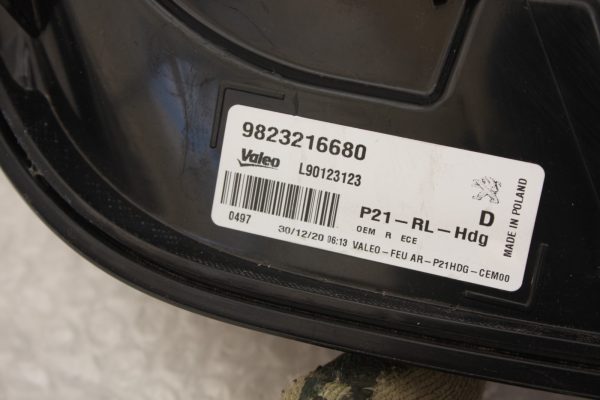 9823216680
Valeo L90123123
D
P21-RL-Hdg
OEM R ECE
0497
30/12/20 06:13 VALEO-FEU AR-P21HDG-CEM00
MADE IN POLAND